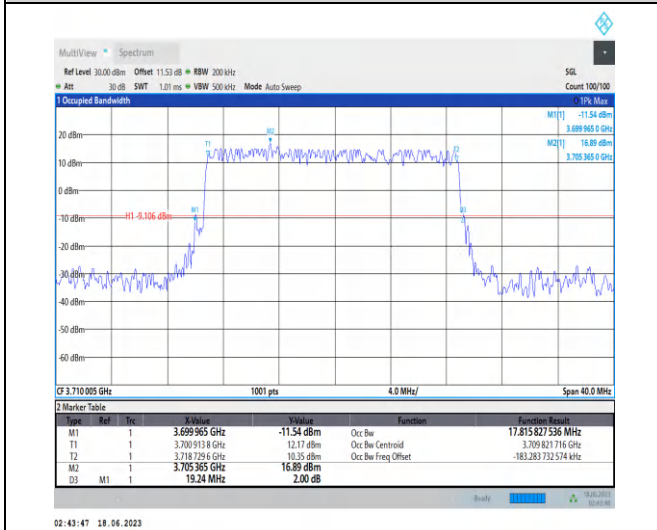 MultiView Spectrum
Ref Level 30.00 dBm Offset 11.53 dB RBW 200 kHz SGL
Att 30 dB SWT 1.01 ms VBW 500 kHz Mode Auto Sweep Count 100/100
1 Occupied Bandwidth 1Pk Max
M1[1] -11.54 dBm
3.699 965 0 GHz
M2[1] 16.89 dBm
3.705 365 0 GHz
20 dBm
M2
T1
T2
10 dBm
0 dBm
-10 dBm
H1 -9.106 dBm
M1
-20 dBm
-30 dBm
-40 dBm
-50 dBm
-60 dBm
CF 3.710 005 GHz 1001 pts 4.0 MHz/ Span 40.0 MHz
2 Marker Table
Type Ref Trc X-Value Y-Value Function Function Result
M1 1 3.699 965 GHz -11.54 dBm Occ Bw 17.815 827 536 MHz
T1 1 3.700 913 8 GHz 12.17 dBm Occ Bw Centroid 3.709 821 716 GHz
T2 1 3.718 729 6 GHz 10.35 dBm Occ Bw Freq Offset -183.283 732 574 kHz
M2 1 3.705 365 GHz 16.89 dBm
D3 M1 1 19.24 MHz 2.00 dB
Ready 18.06.2023
02:43:48
02:43:47 18.06.2023